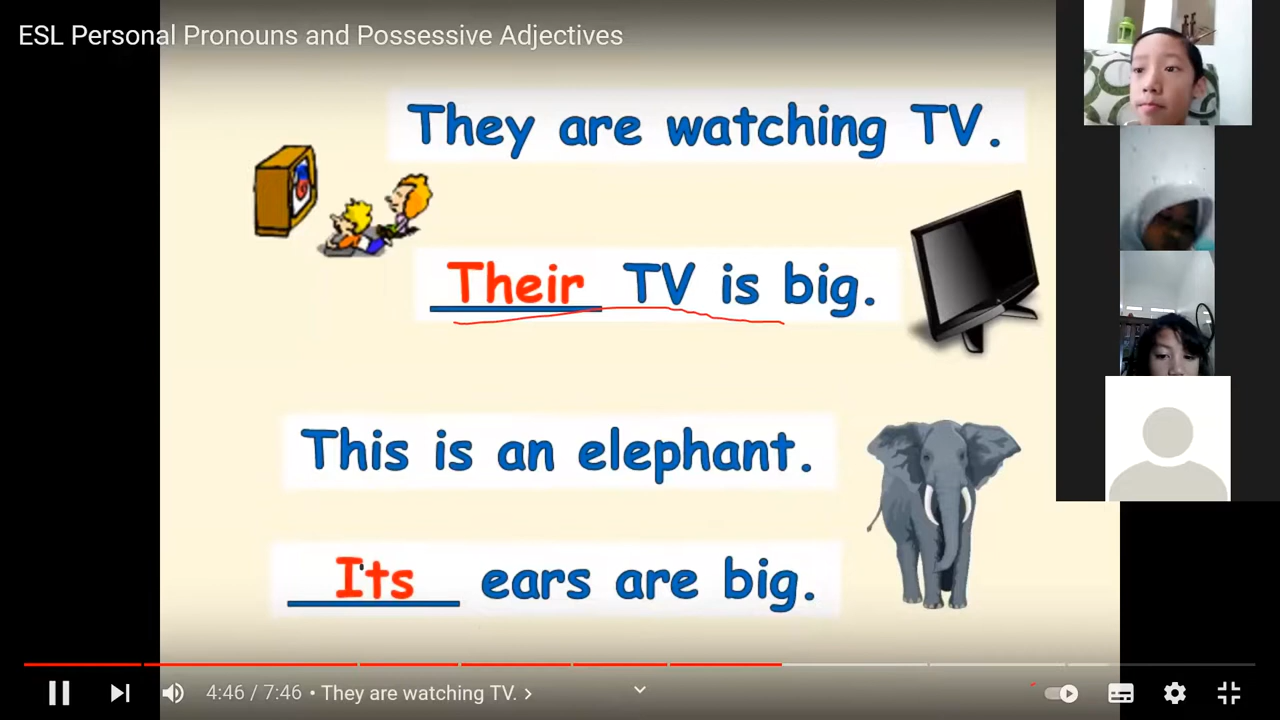 ESL Personal Pronouns and Possessive Adjectives
They are watching TV.
Their TV is big.
This is an elephant.
Its ears are big.
4:46 / 7:46 • They are watching TV. >